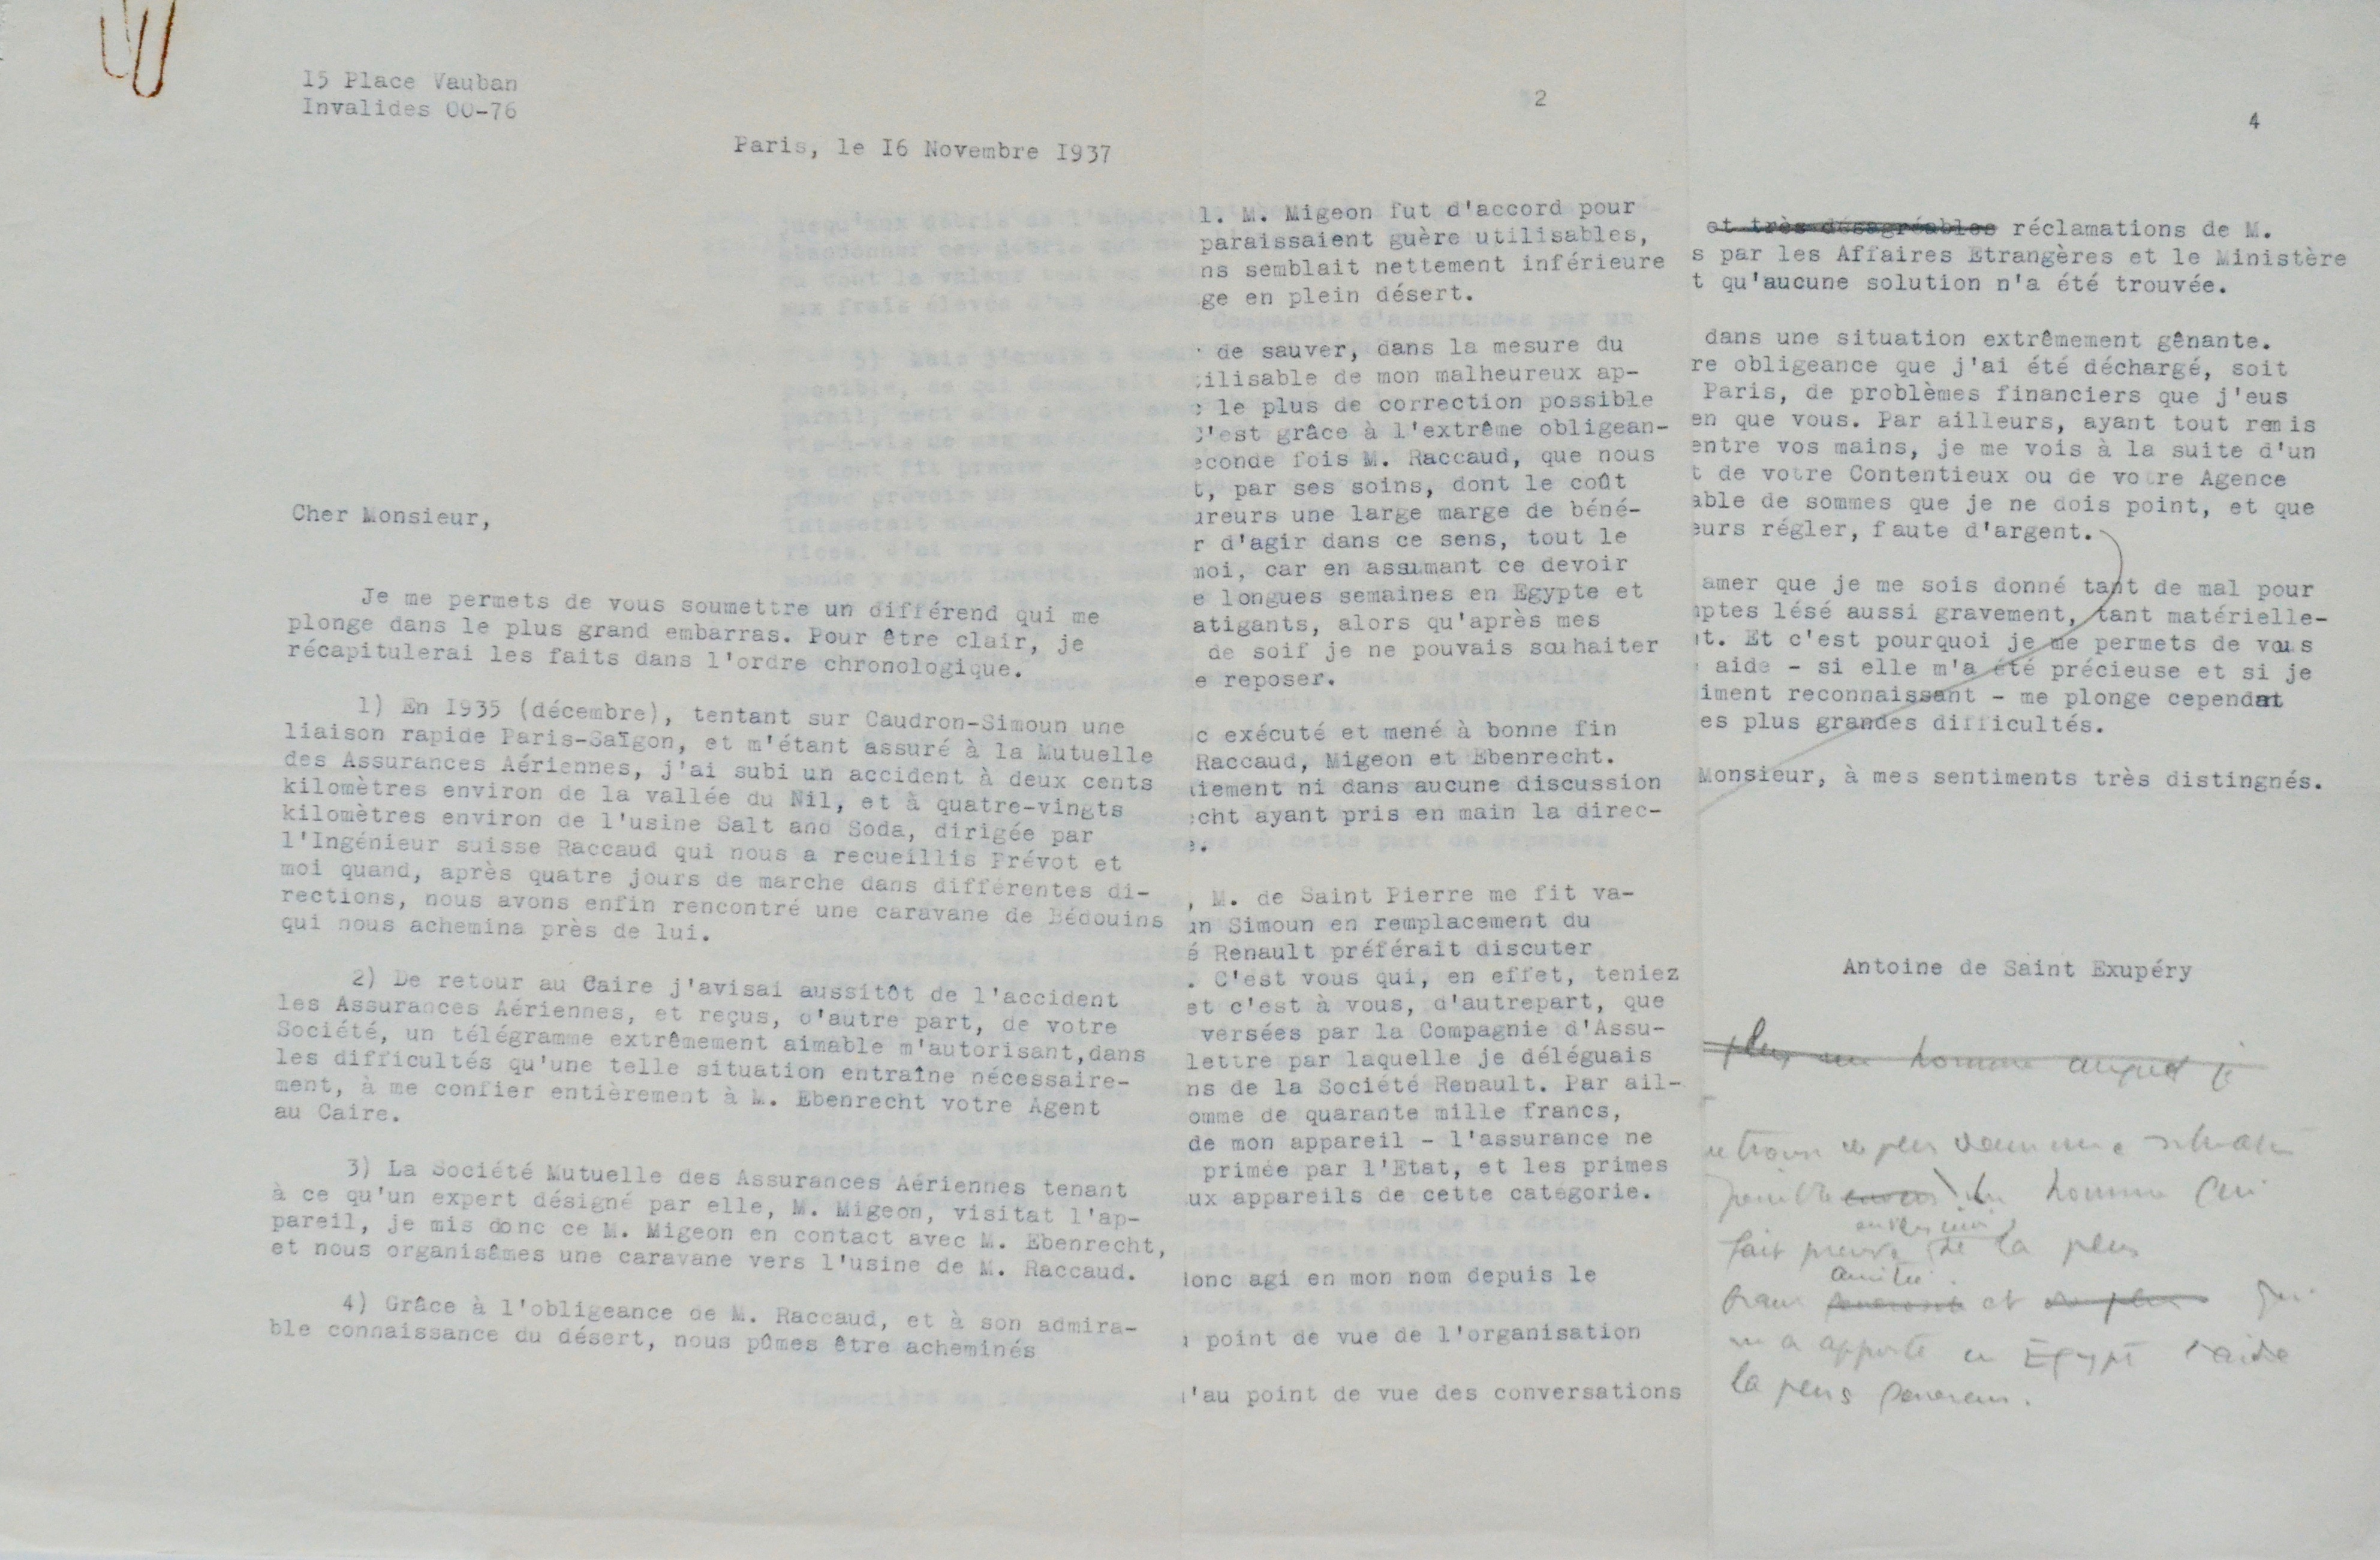 15 Place Vauban
Invalides 00-76
Paris, le I6 Novembre I937
Cher Monsieur,
Je me permets de vous soumettre un différend qui me
plonge dans le plus grand embarras. Pour être clair, je
récapitulerai les faits dans l'ordre chronologique.
1) En I935 (décembre), tentant sur Caudron-Simoun une
liaison rapide Paris-Saïgon, et m'étant assuré à la Mutuelle
des Assurances Aériennes, j'ai subi un accident à deux cents
kilomètres environ de la vallée du Nil, et à quatre-vingts
kilomètres environ de l'usine Salt and Soda, dirigée par
l'Ingénieur suisse Raccaud qui nous a recueillis Prévot et
moi quand, après quatre jours de marche dans différentes di-
rections, nous avons enfin rencontré une caravane de Bédouins
qui nous achemina près de lui.
2) De retour au Caire j'avisai aussitôt de l'accident
les Assurances Aériennes, et reçus, d'autre part, de votre
Société, un télégramme extrêmement aimable m'autorisant,dans
les difficultés qu'une telle situation entraîne nécessaire-
ment, à me confier entièrement à M. Ebenrecht votre Agent
au Caire.
3) La Société Mutuelle des Assurances Aériennes tenant
à ce qu'un expert désigné par elle, M. Migeon, visitat l'ap-
pareil, je mis donc ce M. Migeon en contact avec M. Ebenrecht,
et nous organisâmes une caravane vers l'usine de M. Raccaud.
4) Grâce à l'obligeance de M. Raccaud, et à son admira-
ble connaissance du désert, nous pûmes être acheminés
2
l. M. Migeon fut d'accord pour
paraissaient guère utilisables,
ns semblait nettement inférieure
ge en plein désert.
de sauver, dans la mesure du
tilisable de mon malheureux ap-
le plus de correction possible
C'est grâce à l'extrême obligean-
econde fois M. Raccaud, que nous
t, par ses soins, dont le coût
ureurs une large marge de béné-
r d'agir dans ce sens, tout le
moi, car en assumant ce devoir
e longues semaines en Egypte et
atigants, alors qu'après mes
de soif je ne pouvais souhaiter
e reposer.
c exécuté et mené à bonne fin
Raccaud, Migeon et Ebenrecht.
iement ni dans aucune discussion
cht ayant pris en main la direc-
e.
, M. de Saint Pierre me fit va-
un Simoun en remplacement du
é Renault préférait discuter
. C'est vous qui, en effet, teniez
et c'est à vous, d'autrepart, que
versées par la Compagnie d'Assu-
lettre par laquelle je déléguais
ns de la Société Renault. Par ail-
omme de quarante mille francs,
de mon appareil - l'assurance ne
primée par l'Etat, et les primes
ux appareils de cette catégorie.
donc agi en mon nom depuis le
point de vue de l'organisation
'au point de vue des conversations
4
et très désagréables réclamations de M.
s par les Affaires Etrangères et le Ministère
t qu'aucune solution n'a été trouvée.
dans une situation extrêmement gênante.
re obligeance que j'ai été déchargé, soit
Paris, de problèmes financiers que j'eus
en que vous. Par ailleurs, ayant tout remis
entre vos mains, je me vois à la suite d'un
t de votre Contentieux ou de votre Agence
able de sommes que je ne dois point, et que
eurs régler, faute d'argent.
amer que je me sois donné tant de mal pour
mptes lésé aussi gravement, tant matérielle-
nt. Et c'est pourquoi je me permets de vous
aide - si elle m'a été précieuse et si je
iment reconnaissant - me plonge cependant
es plus grandes difficultés.
Monsieur, à mes sentiments très distingnés.
Antoine de Saint Exupéry
plus un homme auquel je
homme qui
fait preuve de la plus
amitié
et
m'a apporté en Egypte l'aide
la plus